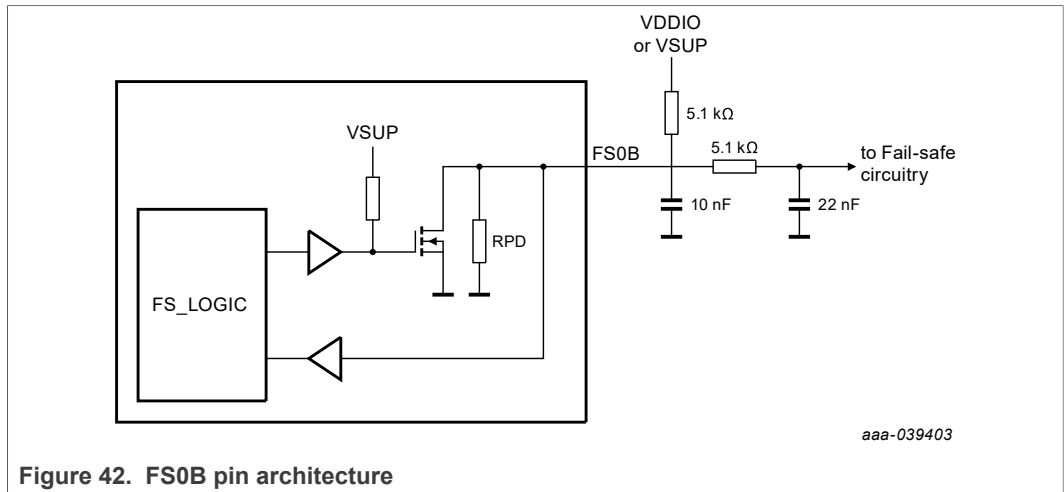 VDDIO
or VSUP
5.1 kΩ
VSUP
5.1 kΩ
FS0B
to Fail-safe
circuitry
10 nF
22 nF
RPD
FS_LOGIC
aaa-039403
Figure 42. FS0B pin architecture